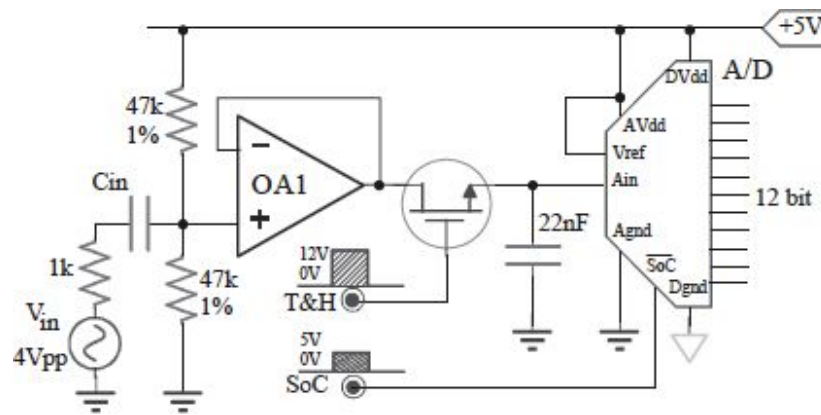 +5V
A/D
DVdd
47k
1%
AVdd
Vref
OA1
Cin
Ain
12 bit
22nF
1k
Agnd
SoC
Dgnd
12V
0V
T&H
47k
1%
Vin
4Vpp
5V
0V
SoC